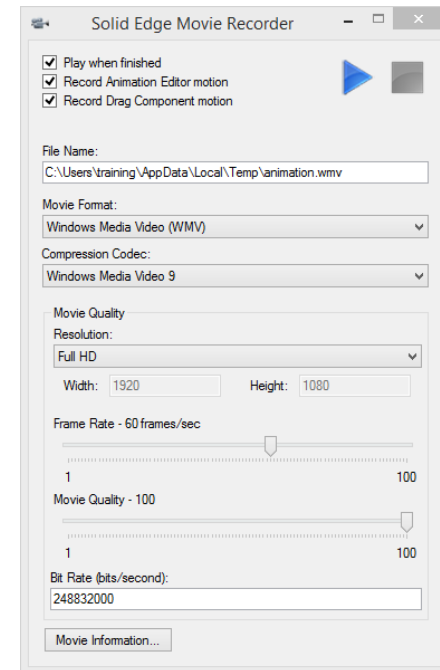 Solid Edge Movie Recorder
Play when finished
Record Animation Editor motion
Record Drag Component motion
File Name:
C:\Users\training\AppData\Local\Temp\animation.wmv
Movie Format:
Windows Media Video (WMV)
Compression Codec:
Windows Media Video 9
Movie Quality
Resolution:
Full HD
Width: 1920 Height: 1080
Frame Rate - 60 frames/sec
1 100
Movie Quality - 100
1 100
Bit Rate (bits/second):
248832000
Movie Information...